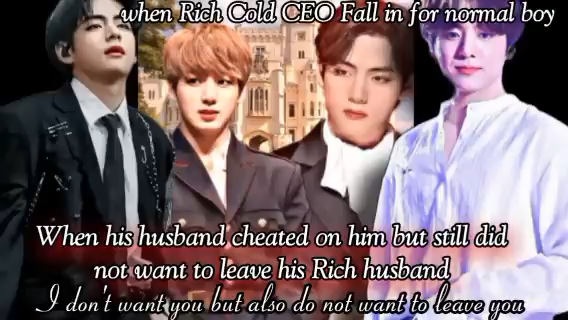 when Rich Cold CEO Fall in for normal boy
When his husband cheated on him but still did
not want to leave his Rich husband
I don't want you but also do not want to leave you